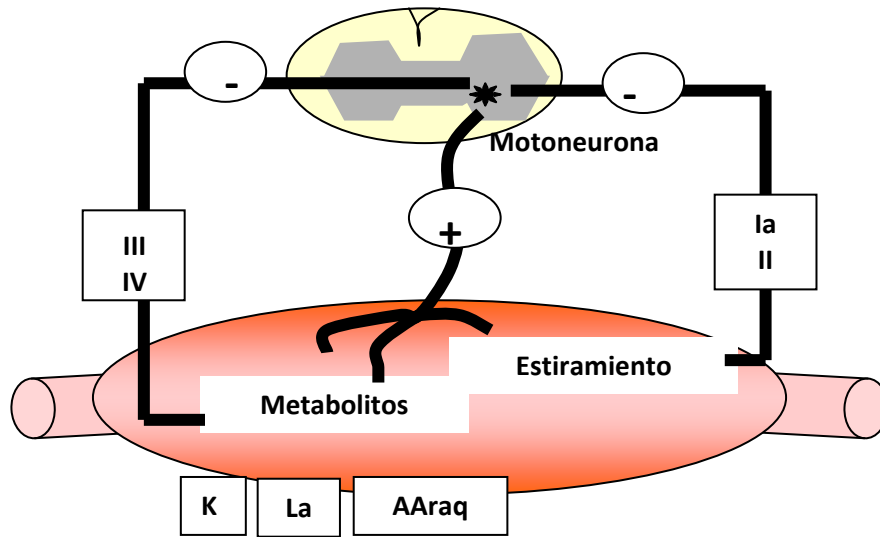 -
-
Motoneurona
+
III
IV
Ia
II
Estiramiento
Metabolitos
K
La
AAraq